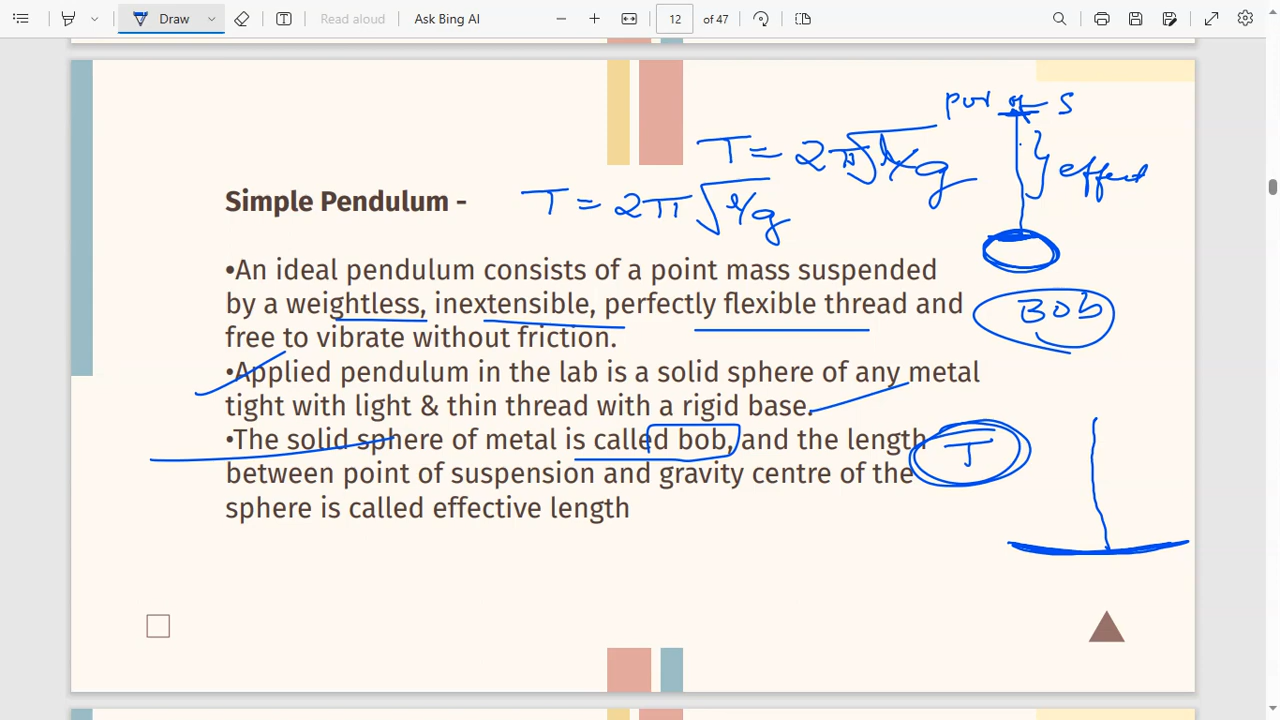 Draw
Read aloud
Ask Bing AI
12
of 47
T = 2π√l/g
Simple Pendulum -
T = 2π√l/g
effect
•An ideal pendulum consists of a point mass suspended
by a weightless, inextensible, perfectly flexible thread and
free to vibrate without friction.
Bob
•Applied pendulum in the lab is a solid sphere of any metal
tight with light & thin thread with a rigid base.
•The solid sphere of metal is called bob, and the length
T
between point of suspension and gravity centre of the
sphere is called effective length